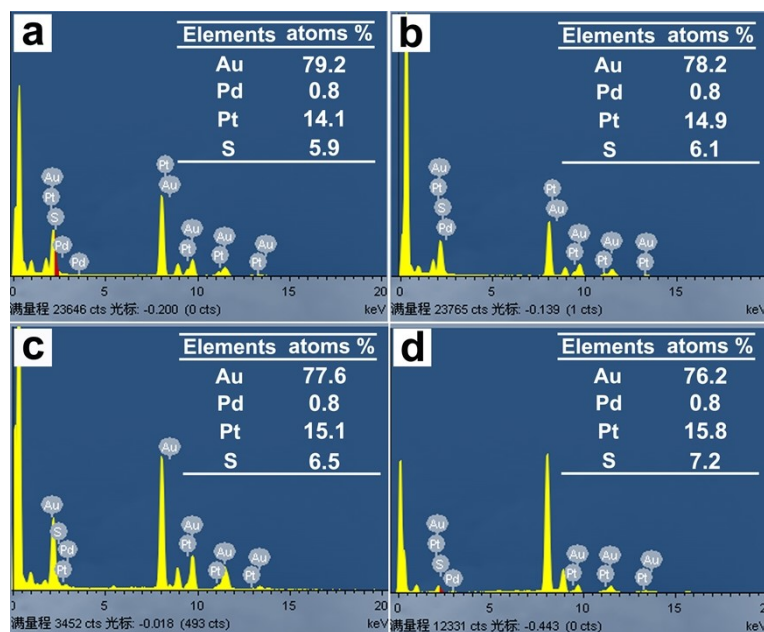 a
Elements atoms %
Au 79.2
Pd 0.8
Pt 14.1
S 5.9
Au
Pt
S
Pd
Pd
Pt
Au
Au
Pt
Au
Pt
Au
Pt
0 5 10 15 20
满量程 23646 cts 光标: -0.200 (0 cts) keV
b
Elements atoms %
Au 78.2
Pd 0.8
Pt 14.9
S 6.1
Au
Pt
S
Pd
Pt
Au
Au
Pt
Au
Pt
Au
Pt
0 5 10 15
满量程 23765 cts 光标: -0.139 (1 cts) keV
c
Elements atoms %
Au 77.6
Pd 0.8
Pt 15.1
S 6.5
Au
S
Pd
Pt
Au
Au
Pt
Au
Pt
Au
Pt
0 5 10 15 20
满量程 3452 cts 光标: -0.018 (493 cts) keV
d
Elements atoms %
Au 76.2
Pd 0.8
Pt 15.8
S 7.2
Au
Pt
S
Pd
Au
Pt
Au
Pt
Au
Pt
0 5 10 15 2
满量程 12331 cts 光标: -0.443 (0 cts) keV